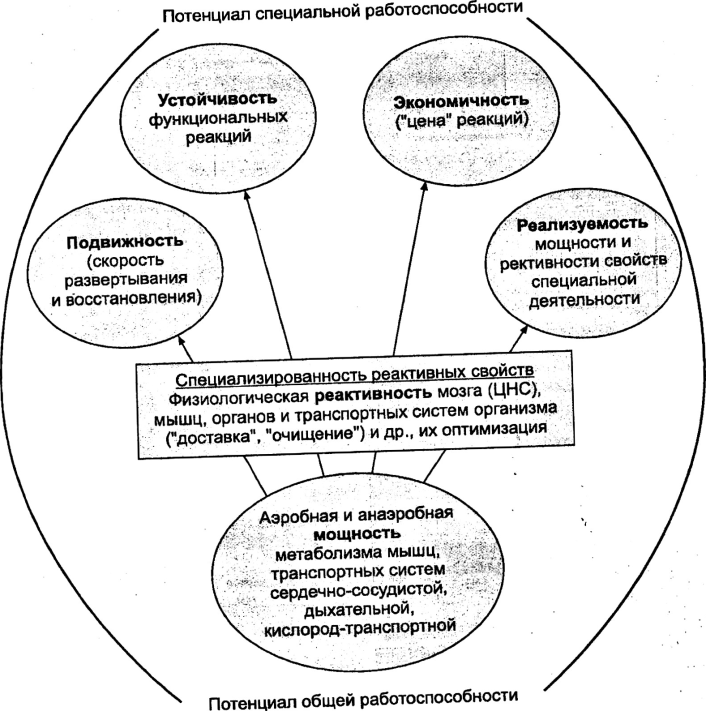 Потенциал специальной работоспособности
Устойчивость
функциональных
реакций
Экономичность
("цена" реакций)
Подвижность
(скорость
развертывания
и восстановления)
Реализуемость
мощности и
рективности свойств
специальной
деятельности
Специализированность реактивных свойств
Физиологическая реактивность мозга (ЦНС),
мышц, органов и транспортных систем организма
("доставка", "очищение") и др., их оптимизация
Аэробная и анаэробная
мощность
метаболизма мышц,
транспортных систем
сердечно-сосудистой,
дыхательной,
кислород-транспортной
Потенциал общей работоспособности